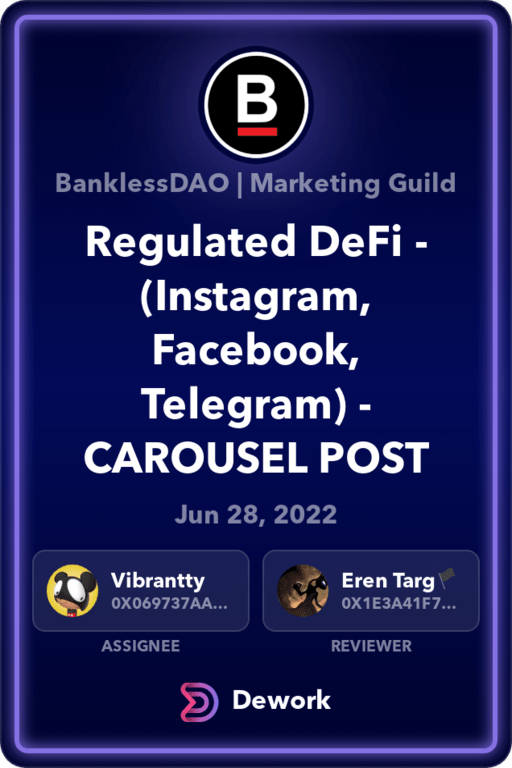 B
BanklessDAO | Marketing Guild
Regulated DeFi -
(Instagram,
Facebook,
Telegram) -
CAROUSEL POST
Jun 28, 2022
Vibrantty
0X069737AA...
Eren Targ🏴
0X1E3A41F7...
ASSIGNEE
REVIEWER
Dework